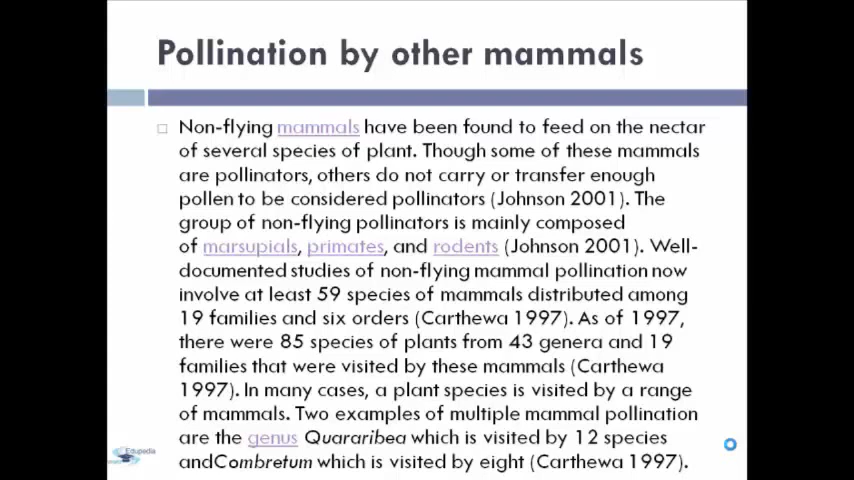 Pollination by other mammals
Non-flying mammals have been found to feed on the nectar
of several species of plant. Though some of these mammals
are pollinators, others do not carry or transfer enough
pollen to be considered pollinators (Johnson 2001). The
group of non-flying pollinators is mainly composed
of marsupials, primates, and rodents (Johnson 2001). Well-
documented studies of non-flying mammal pollination now
involve at least 59 species of mammals distributed among
19 families and six orders (Carthewa 1997). As of 1997,
there were 85 species of plants from 43 genera and 19
families that were visited by these mammals (Carthewa
1997). In many cases, a plant species is visited by a range
of mammals. Two examples of multiple mammal pollination
are the genus Quararibea which is visited by 12 species
andCombretum which is visited by eight (Carthewa 1997).
Edupedia